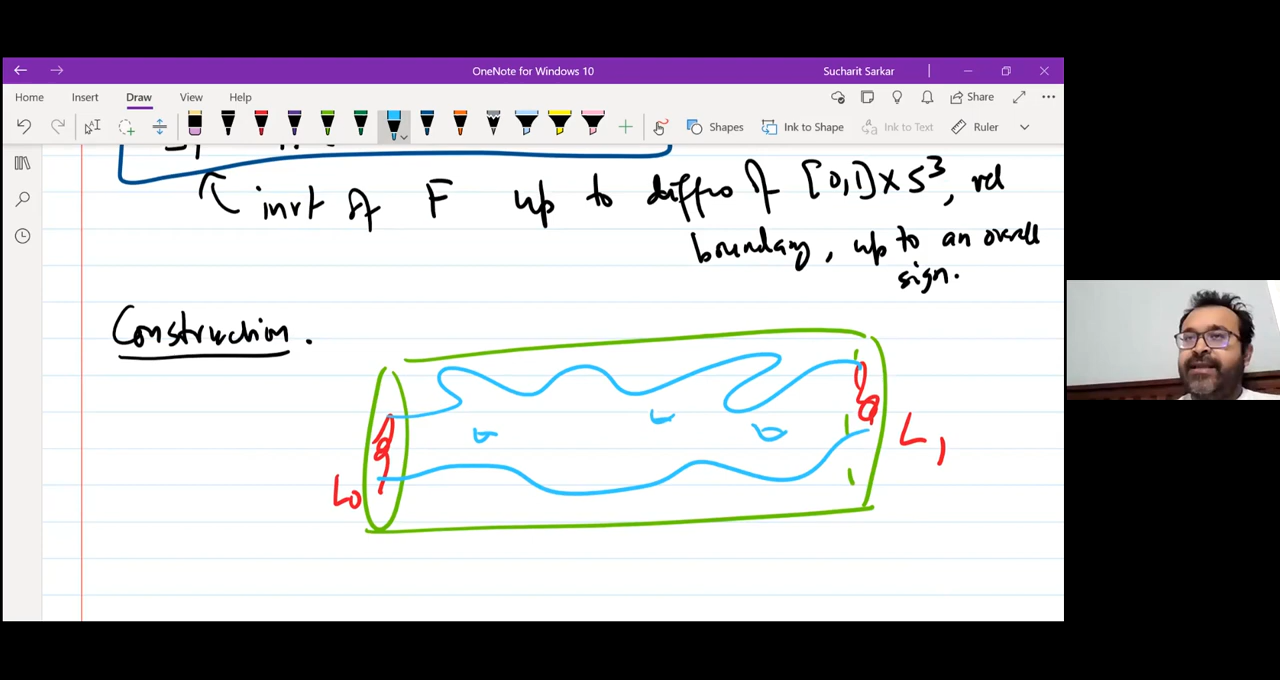 OneNote for Windows 10
Sucharit Sarkar
Home Insert Draw View Help
Share
Shapes Ink to Shape Ink to Text Ruler
invt of F up to diffeo of [0,1]×S³, rel
boundary, up to an overall
sign.
Construction.
L₀
L₁